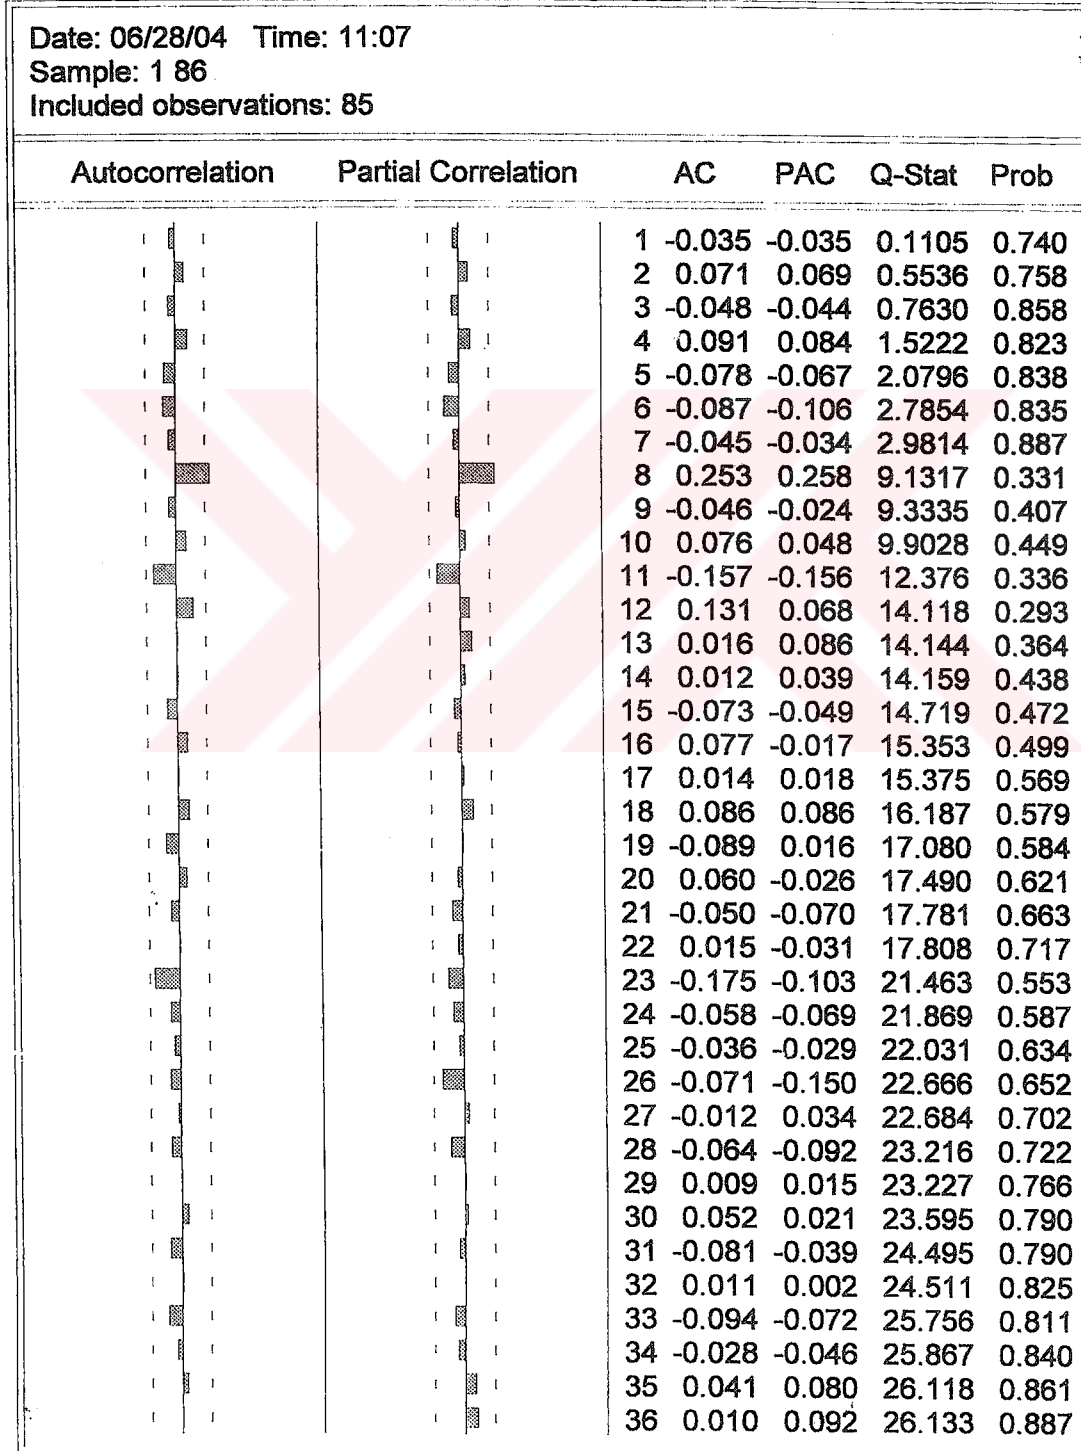 Date: 06/28/04 Time: 11:07
Sample: 1 86
Included observations: 85
Autocorrelation Partial Correlation AC PAC Q-Stat Prob
1 -0.035 -0.035 0.1105 0.740
2 0.071 0.069 0.5536 0.758
3 -0.048 -0.044 0.7630 0.858
4 0.091 0.084 1.5222 0.823
5 -0.078 -0.067 2.0796 0.838
6 -0.087 -0.106 2.7854 0.835
7 -0.045 -0.034 2.9814 0.887
8 0.253 0.258 9.1317 0.331
9 -0.046 -0.024 9.3335 0.407
10 0.076 0.048 9.9028 0.449
11 -0.157 -0.156 12.376 0.336
12 0.131 0.068 14.118 0.293
13 0.016 0.086 14.144 0.364
14 0.012 0.039 14.159 0.438
15 -0.073 -0.049 14.719 0.472
16 0.077 -0.017 15.353 0.499
17 0.014 0.018 15.375 0.569
18 0.086 0.086 16.187 0.579
19 -0.089 0.016 17.080 0.584
20 0.060 -0.026 17.490 0.621
21 -0.050 -0.070 17.781 0.663
22 0.015 -0.031 17.808 0.717
23 -0.175 -0.103 21.463 0.553
24 -0.058 -0.069 21.869 0.587
25 -0.036 -0.029 22.031 0.634
26 -0.071 -0.150 22.666 0.652
27 -0.012 0.034 22.684 0.702
28 -0.064 -0.092 23.216 0.722
29 0.009 0.015 23.227 0.766
30 0.052 0.021 23.595 0.790
31 -0.081 -0.039 24.495 0.790
32 0.011 0.002 24.511 0.825
33 -0.094 -0.072 25.756 0.811
34 -0.028 -0.046 25.867 0.840
35 0.041 0.080 26.118 0.861
36 0.010 0.092 26.133 0.887